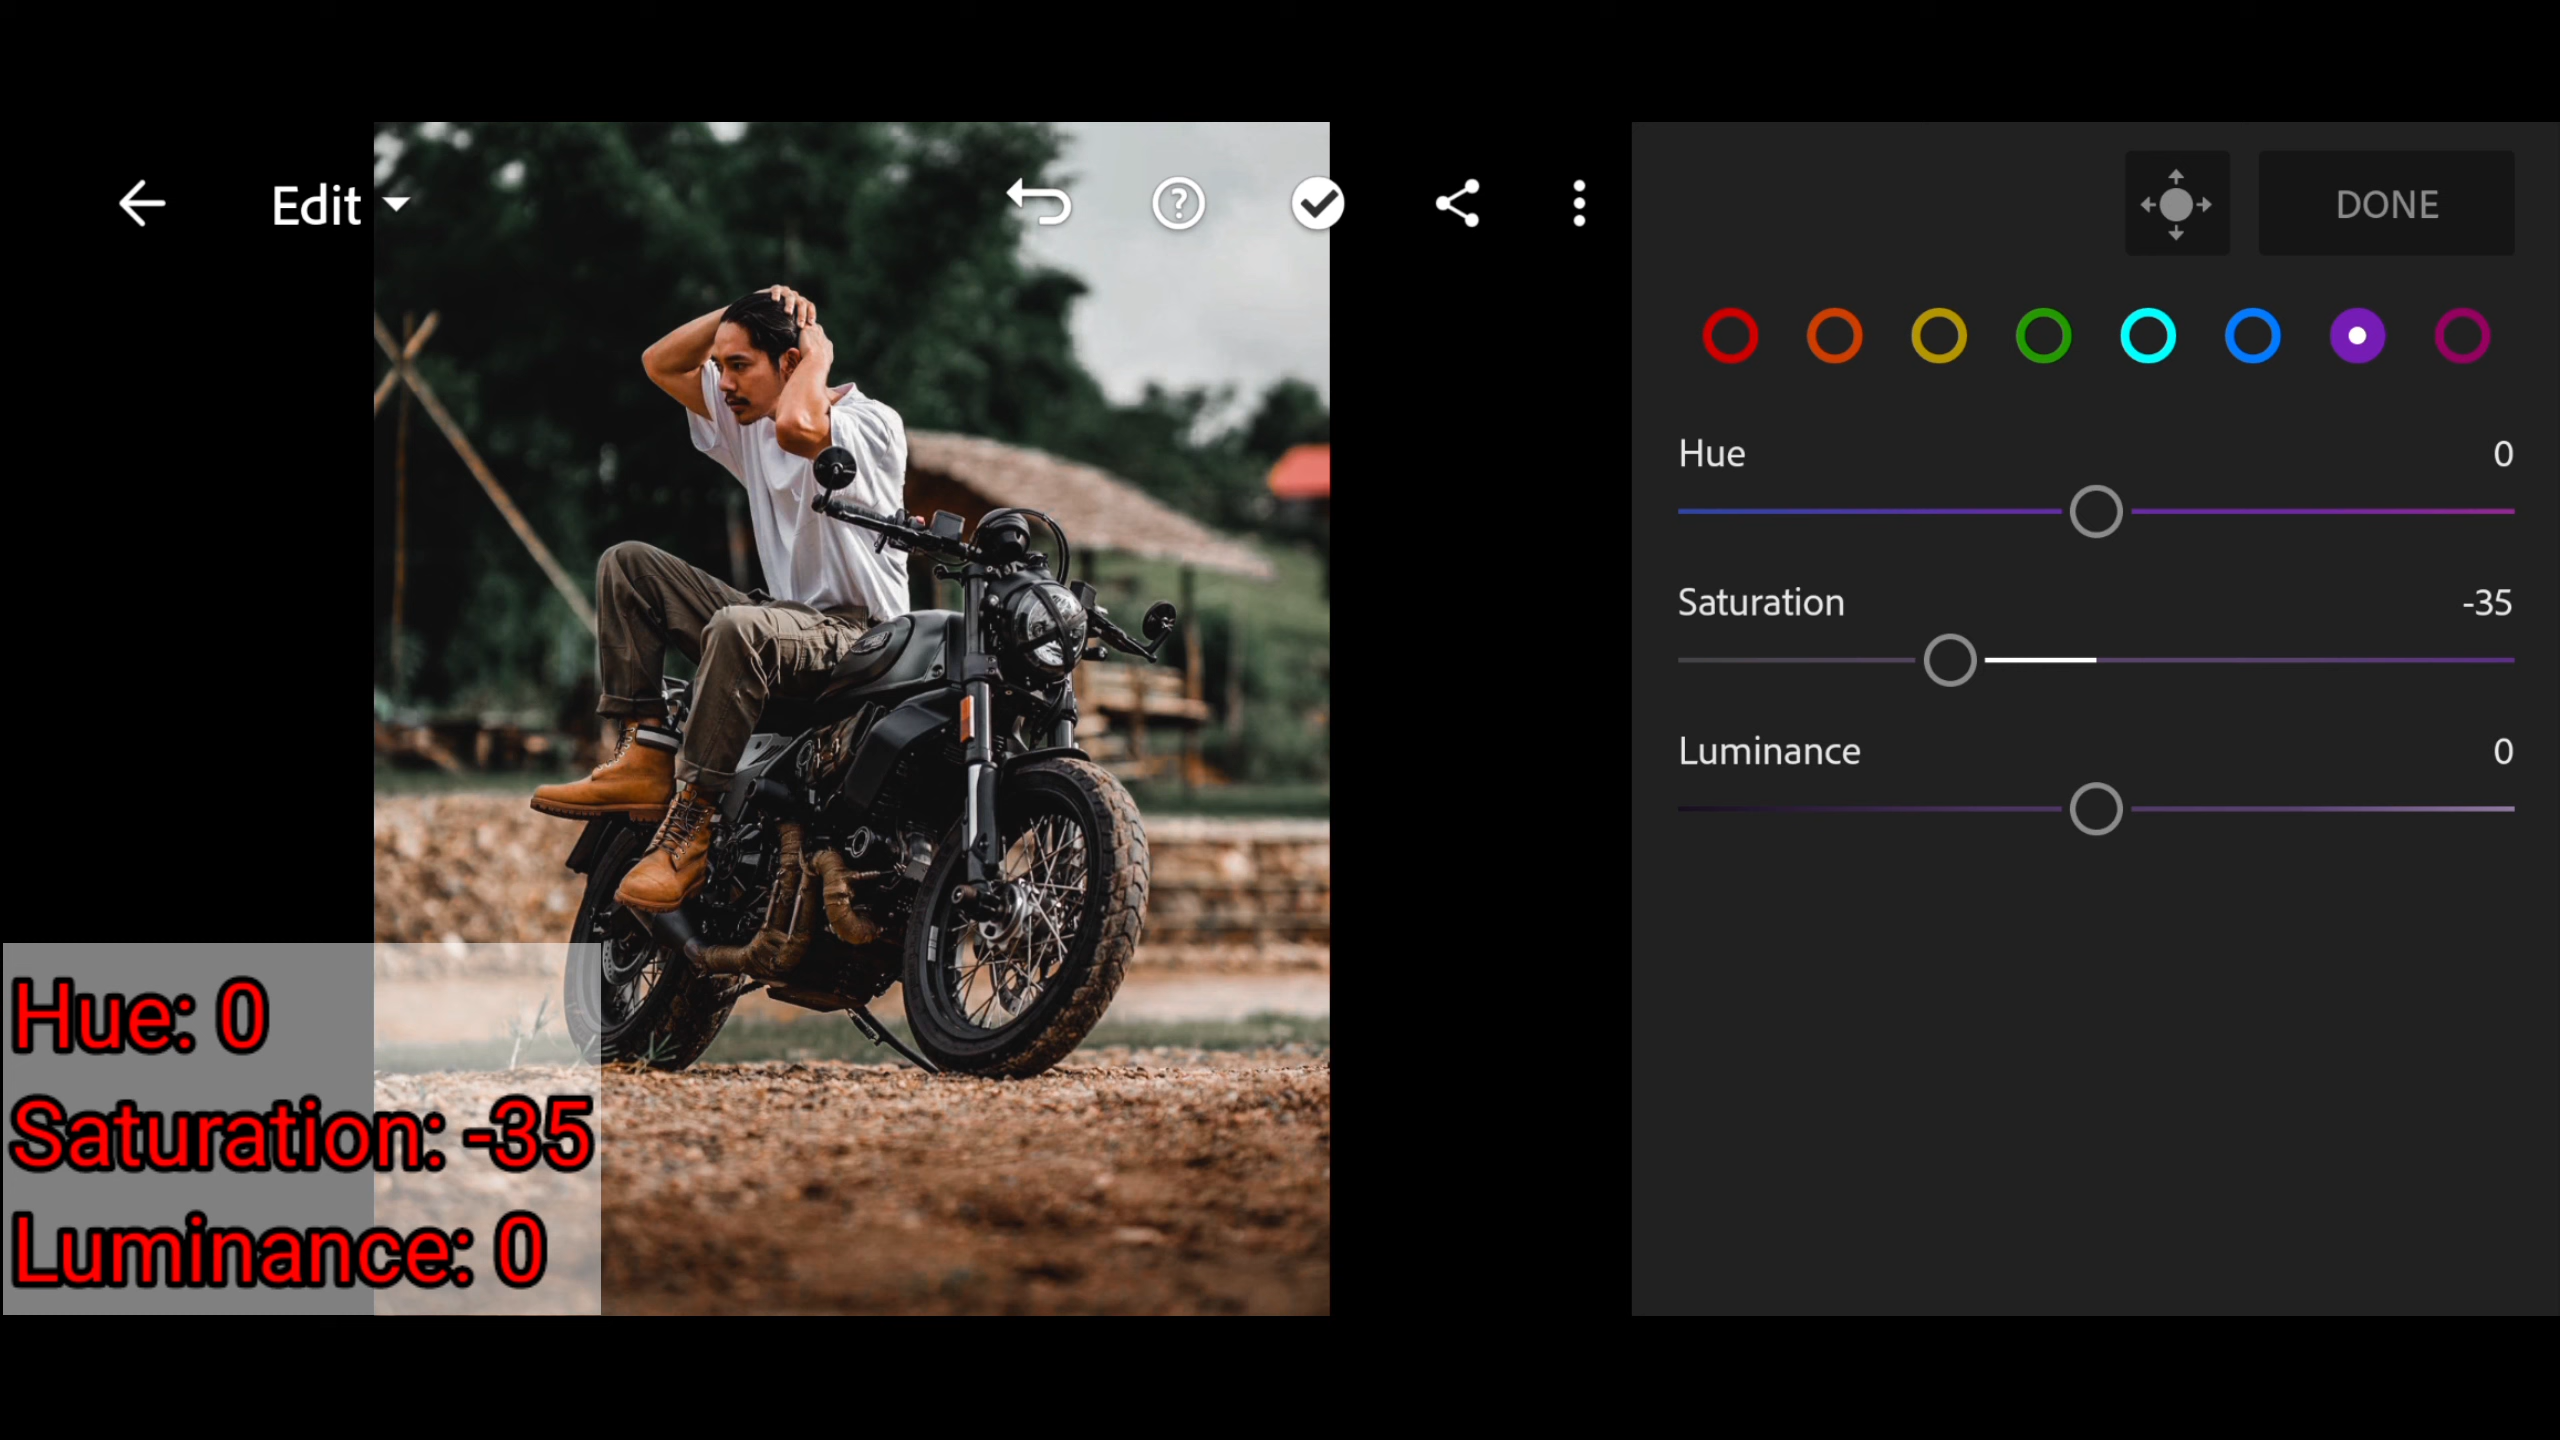 Edit
DONE
Hue 0
Saturation -35
Luminance 0
Hue: 0
Saturation: -35
Luminance: 0